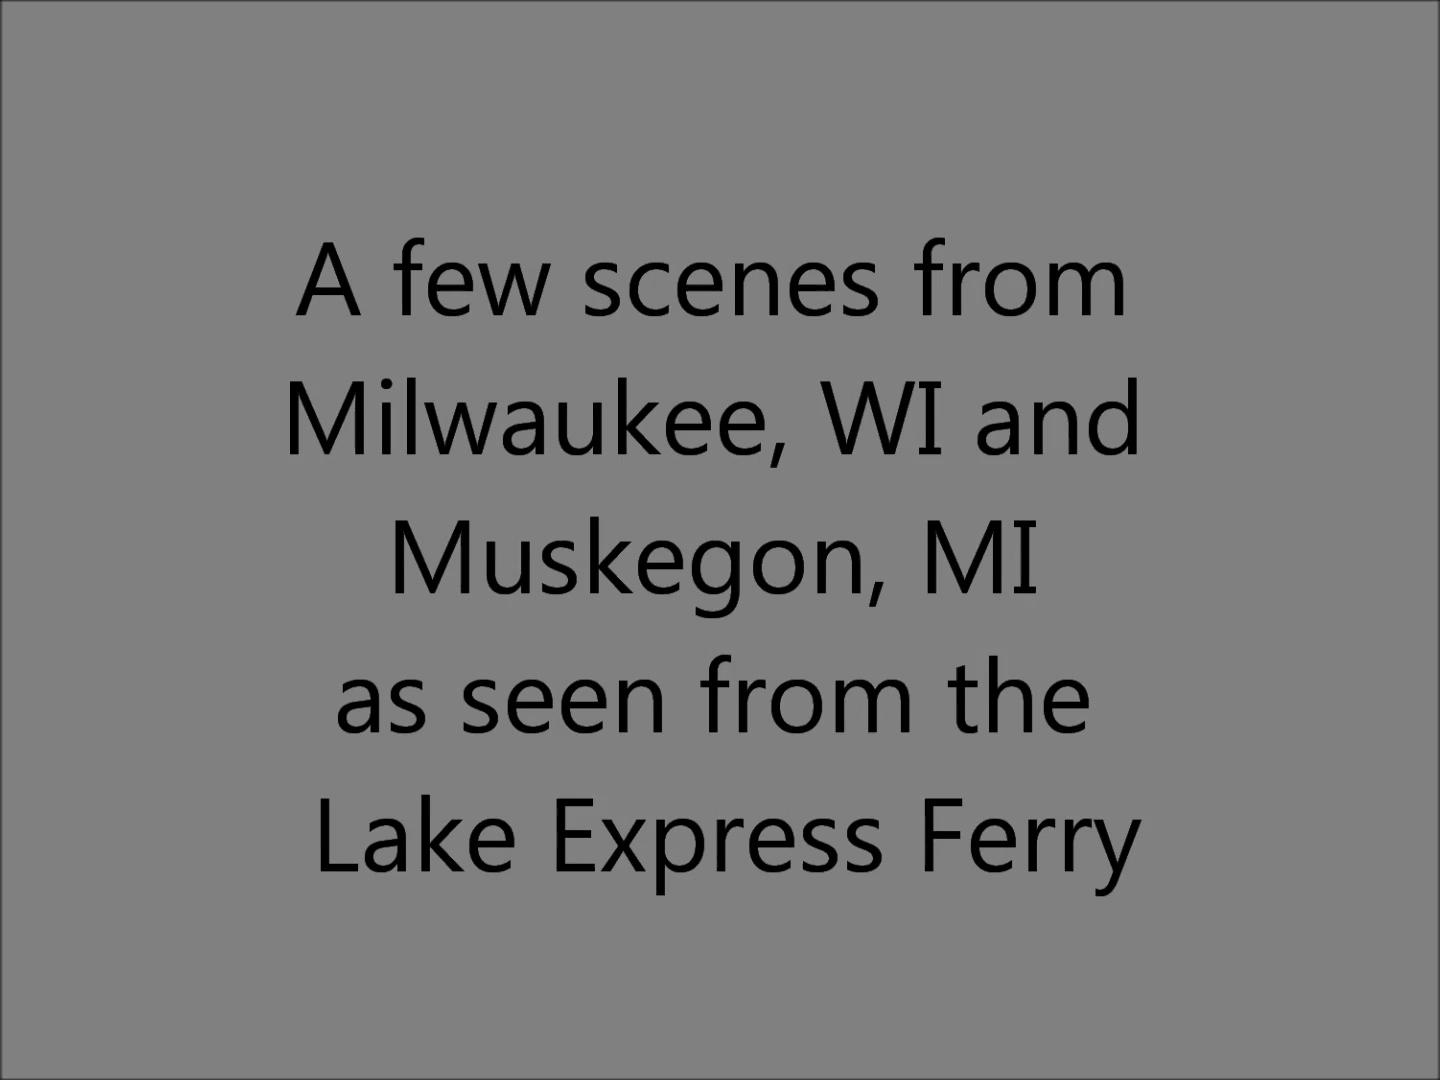 A few scenes from
Milwaukee, WI and
Muskegon, MI
as seen from the
Lake Express Ferry